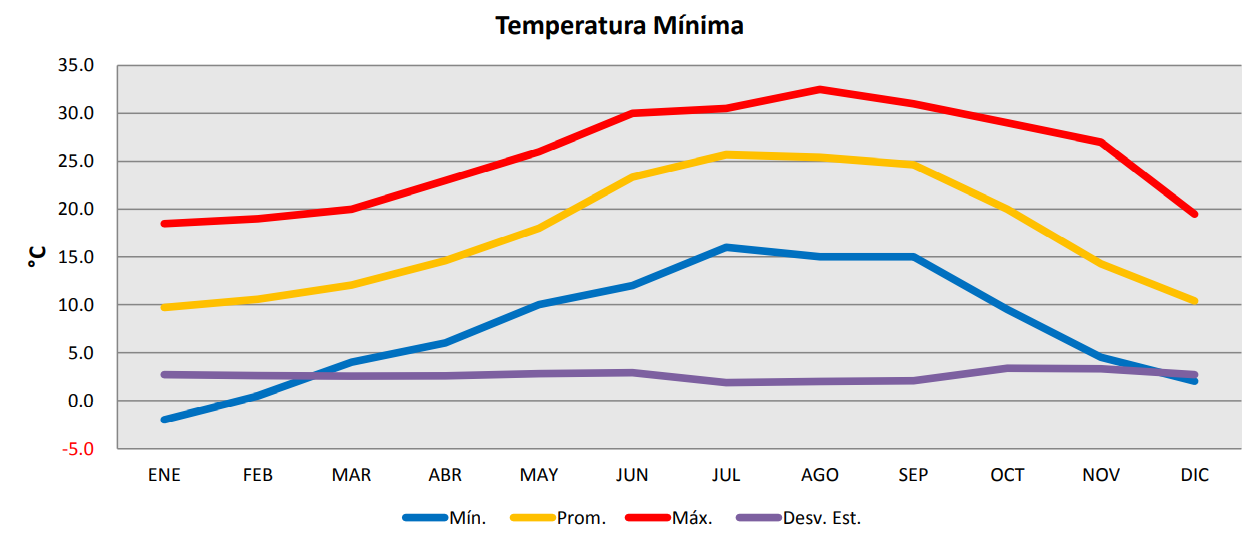 Temperatura Mínima
35.0
30.0
25.0
20.0
15.0
10.0
5.0
0.0
-5.0
°C
ENE FEB MAR ABR MAY JUN JUL AGO SEP OCT NOV DIC
Mín. Prom. Máx. Desv. Est.